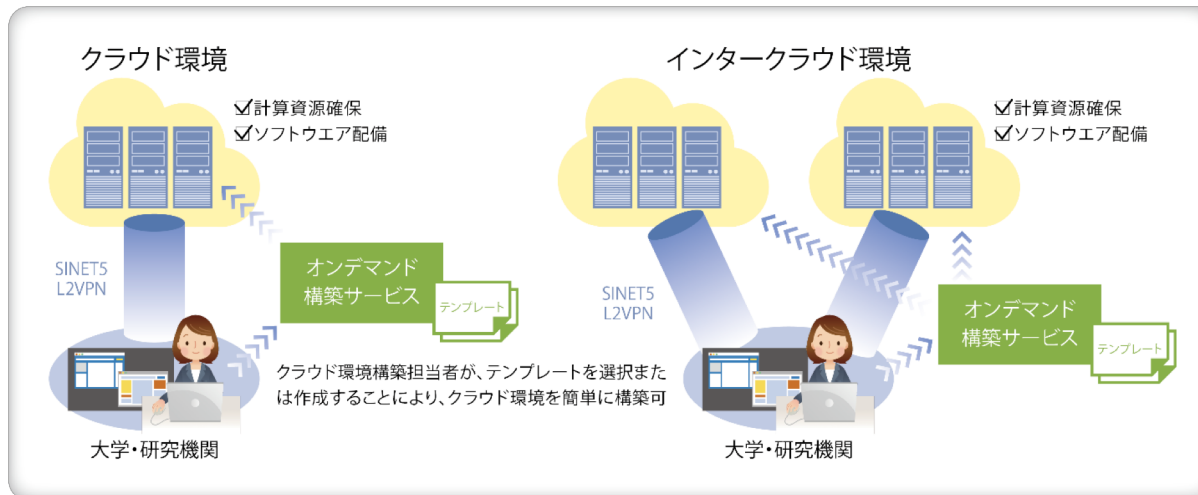 クラウド環境
☑計算資源確保
☑ソフトウエア配備
SINET5
L2VPN
オンデマンド
構築サービス
テンプレート
クラウド環境構築担当者が、テンプレートを選択また
は作成することにより、クラウド環境を簡単に構築可
大学・研究機関
インタークラウド環境
☑計算資源確保
☑ソフトウエア配備
SINET5
L2VPN
オンデマンド
構築サービス
テンプレート
大学・研究機関